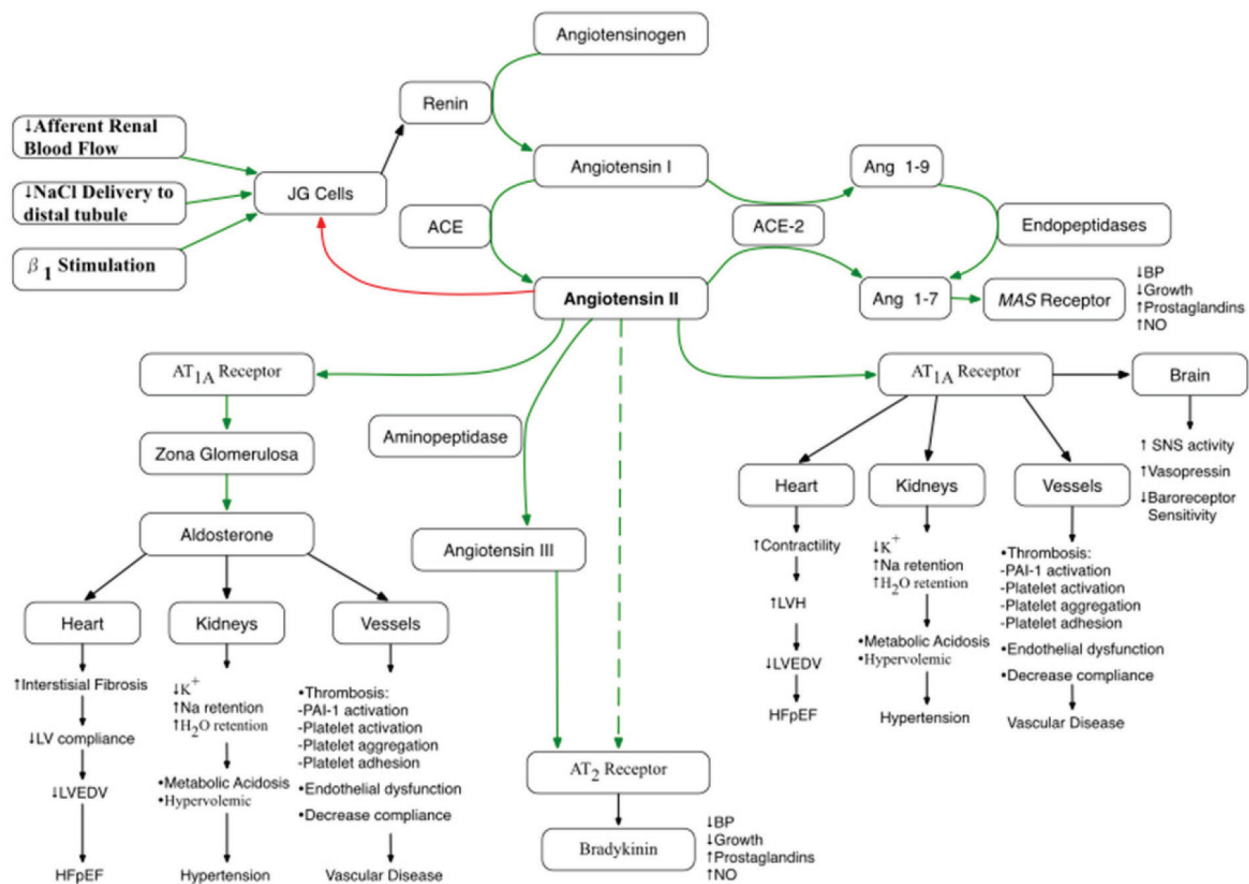 Angiotensinogen
Renin
↓Afferent Renal
Blood Flow
Angiotensin I
Ang 1-9
↓NaCl Delivery to
distal tubule
JG Cells
ACE
ACE-2
Endopeptidases
β1 Stimulation
Angiotensin II
Ang 1-7
MAS Receptor
↓BP
↓Growth
↑Prostaglandins
↑NO
AT1A Receptor
Zona Glomerulosa
Aldosterone
Heart
↑Interstisial Fibrosis
↓LV compliance
↓LVEDV
HFpEF
Kidneys
↓K+
↑Na retention
↑H2O retention
•Metabolic Acidosis
•Hypervolemic
Hypertension
Vessels
•Thrombosis:
-PAI-1 activation
-Platelet activation
-Platelet aggregation
-Platelet adhesion
•Endothelial dysfunction
•Decrease compliance
Vascular Disease
Aminopeptidase
Angiotensin III
AT2 Receptor
Bradykinin
↓BP
↓Growth
↑Prostaglandins
↑NO
AT1A Receptor
Brain
↑ SNS activity
↑Vasopressin
↓Baroreceptor
Sensitivity
Heart
↑Contractility
↑LVH
↓LVEDV
HFpEF
Kidneys
↓K+
↑Na retention
↑H2O retention
•Metabolic Acidosis
•Hypervolemic
Hypertension
Vessels
•Thrombosis:
-PAI-1 activation
-Platelet activation
-Platelet aggregation
-Platelet adhesion
•Endothelial dysfunction
•Decrease compliance
Vascular Disease